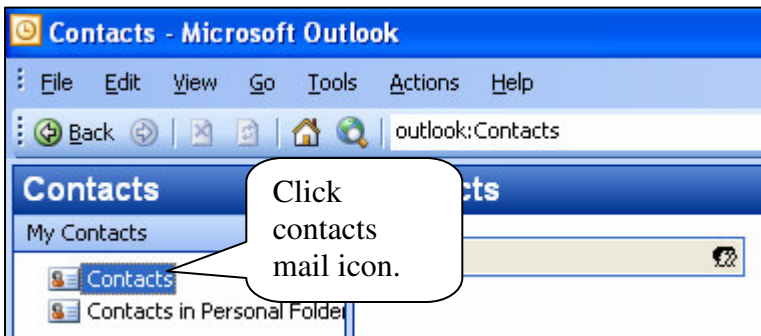 Contacts - Microsoft Outlook
File Edit View Go Tools Actions Help
Back outlook:Contacts
Contacts cts
My Contacts
Contacts
Contacts in Personal Folder
Click
contacts
mail icon.